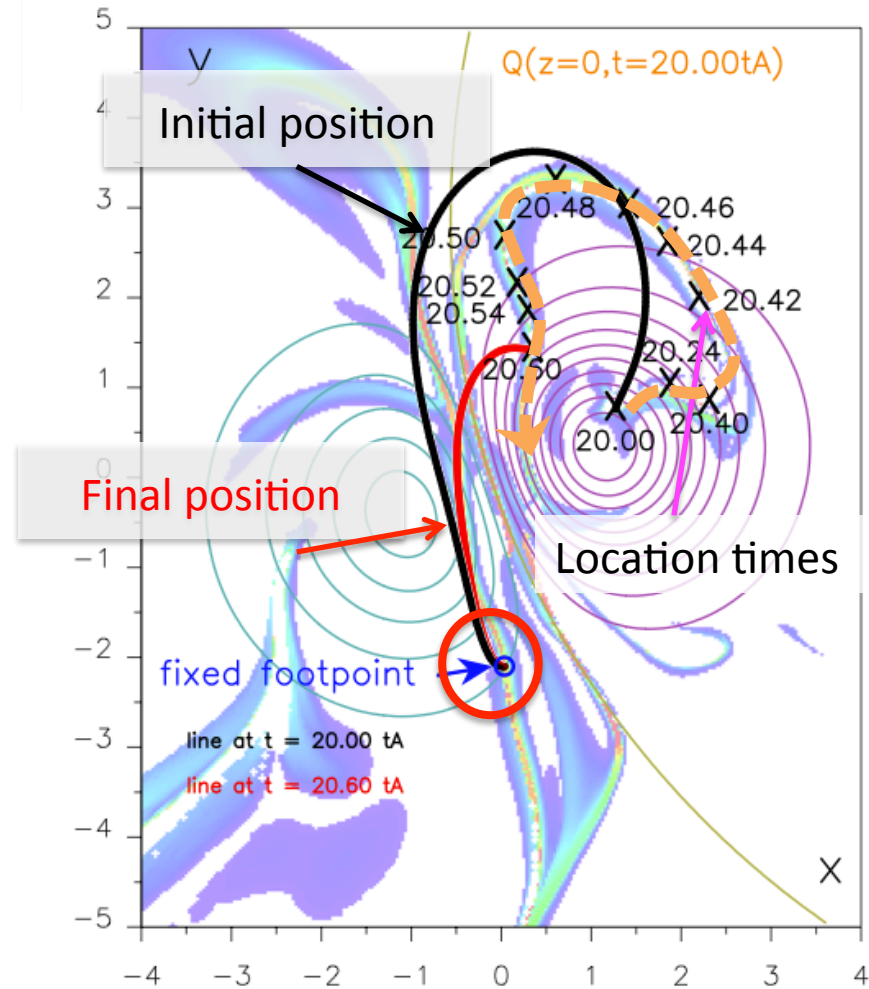 5
y
Q(z=0,t=20.00tA)
4
Initial position
3
20.48
20.46
20.50
20.44
2
20.52
20.42
20.54
20.24
20.60
1
20.40
20.00
0
Final position
Location times
−1
−2
fixed footpoint
−3
line at t = 20.00 tA
line at t = 20.60 tA
−4
x
−5
−4 −3 −2 −1 0 1 2 3 4